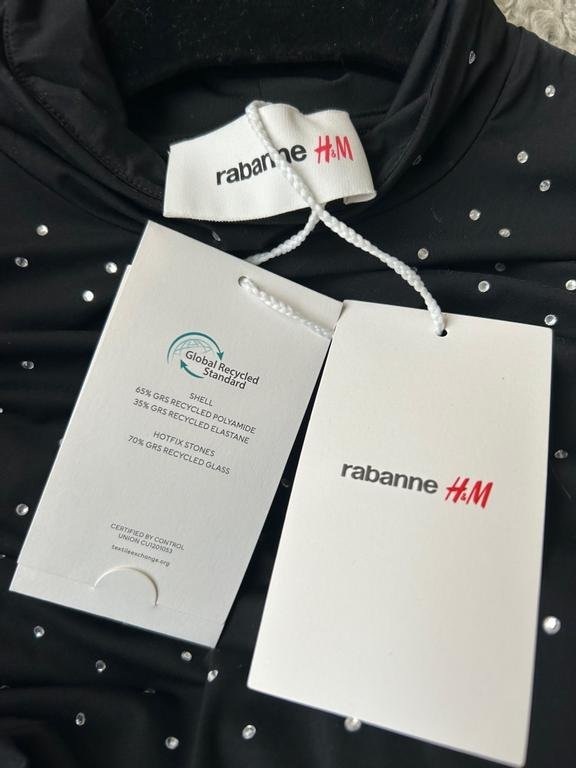 rabanne H&M
Global Recycled
Standard
SHELL
65% GRS RECYCLED POLYAMIDE
35% GRS RECYCLED ELASTANE
HOTFIX STONES
70% GRS RECYCLED GLASS
CERTIFIED BY CONTROL
UNION CU1201053
textileexchange.org
rabanne H&M